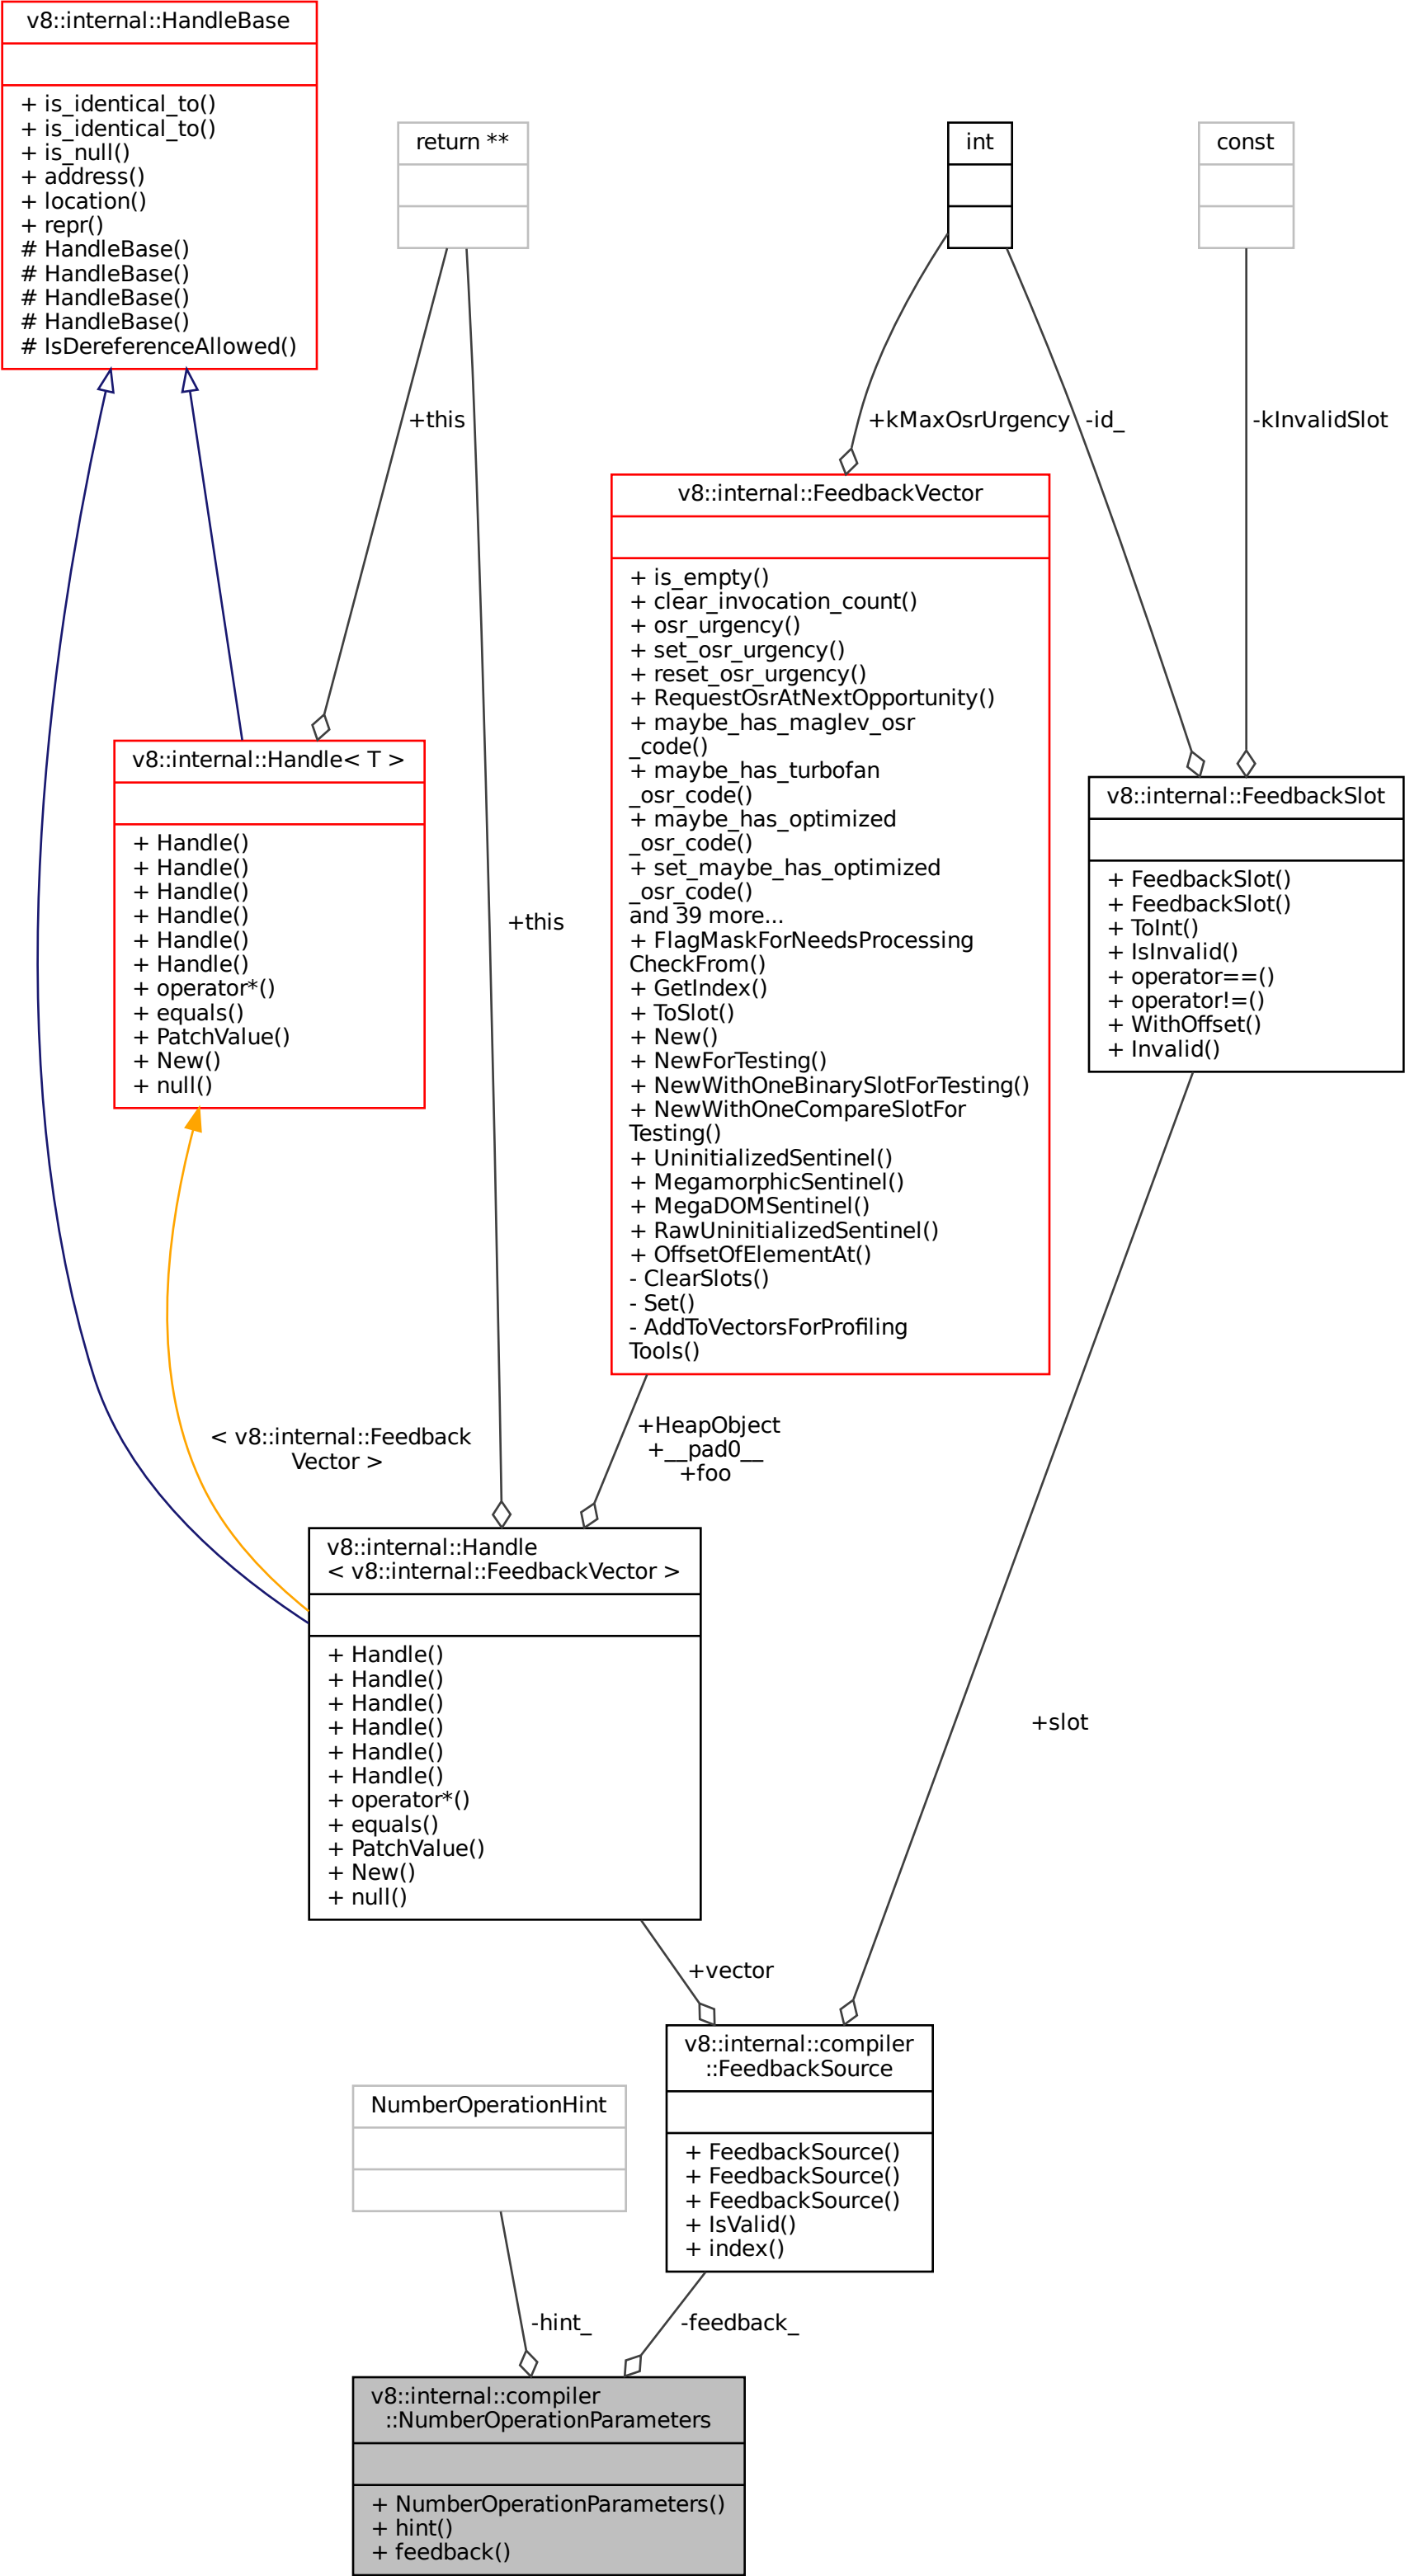 v8::internal::HandleBase
+ is_identical_to()
+ is_identical_to()
+ is_null()
+ address()
+ location()
+ repr()
# HandleBase()
# HandleBase()
# HandleBase()
# HandleBase()
# IsDereferenceAllowed()
return **
int
const
+this
+kMaxOsrUrgency
-id_
-kInvalidSlot
v8::internal::FeedbackVector
+ is_empty()
+ clear_invocation_count()
+ osr_urgency()
+ set_osr_urgency()
+ reset_osr_urgency()
+ RequestOsrAtNextOpportunity()
+ maybe_has_maglev_osr
_code()
+ maybe_has_turbofan
_osr_code()
+ maybe_has_optimized
_osr_code()
+ set_maybe_has_optimized
_osr_code()
and 39 more...
+ FlagMaskForNeedsProcessing
CheckFrom()
+ GetIndex()
+ ToSlot()
+ New()
+ NewForTesting()
+ NewWithOneBinarySlotForTesting()
+ NewWithOneCompareSlotFor
Testing()
+ UninitializedSentinel()
+ MegamorphicSentinel()
+ MegaDOMSentinel()
+ RawUninitializedSentinel()
+ OffsetOfElementAt()
- ClearSlots()
- Set()
- AddToVectorsForProfiling
Tools()
v8::internal::Handle< T >
+ Handle()
+ Handle()
+ Handle()
+ Handle()
+ Handle()
+ Handle()
+ operator*()
+ equals()
+ PatchValue()
+ New()
+ null()
+this
v8::internal::FeedbackSlot
+ FeedbackSlot()
+ FeedbackSlot()
+ ToInt()
+ IsInvalid()
+ operator==()
+ operator!=()
+ WithOffset()
+ Invalid()
< v8::internal::Feedback
Vector >
+HeapObject
+__pad0__
+foo
v8::internal::Handle
< v8::internal::FeedbackVector >
+ Handle()
+ Handle()
+ Handle()
+ Handle()
+ Handle()
+ Handle()
+ operator*()
+ equals()
+ PatchValue()
+ New()
+ null()
+slot
+vector
v8::internal::compiler
::FeedbackSource
+ FeedbackSource()
+ FeedbackSource()
+ FeedbackSource()
+ IsValid()
+ index()
NumberOperationHint
-hint_
-feedback_
v8::internal::compiler
::NumberOperationParameters
+ NumberOperationParameters()
+ hint()
+ feedback()